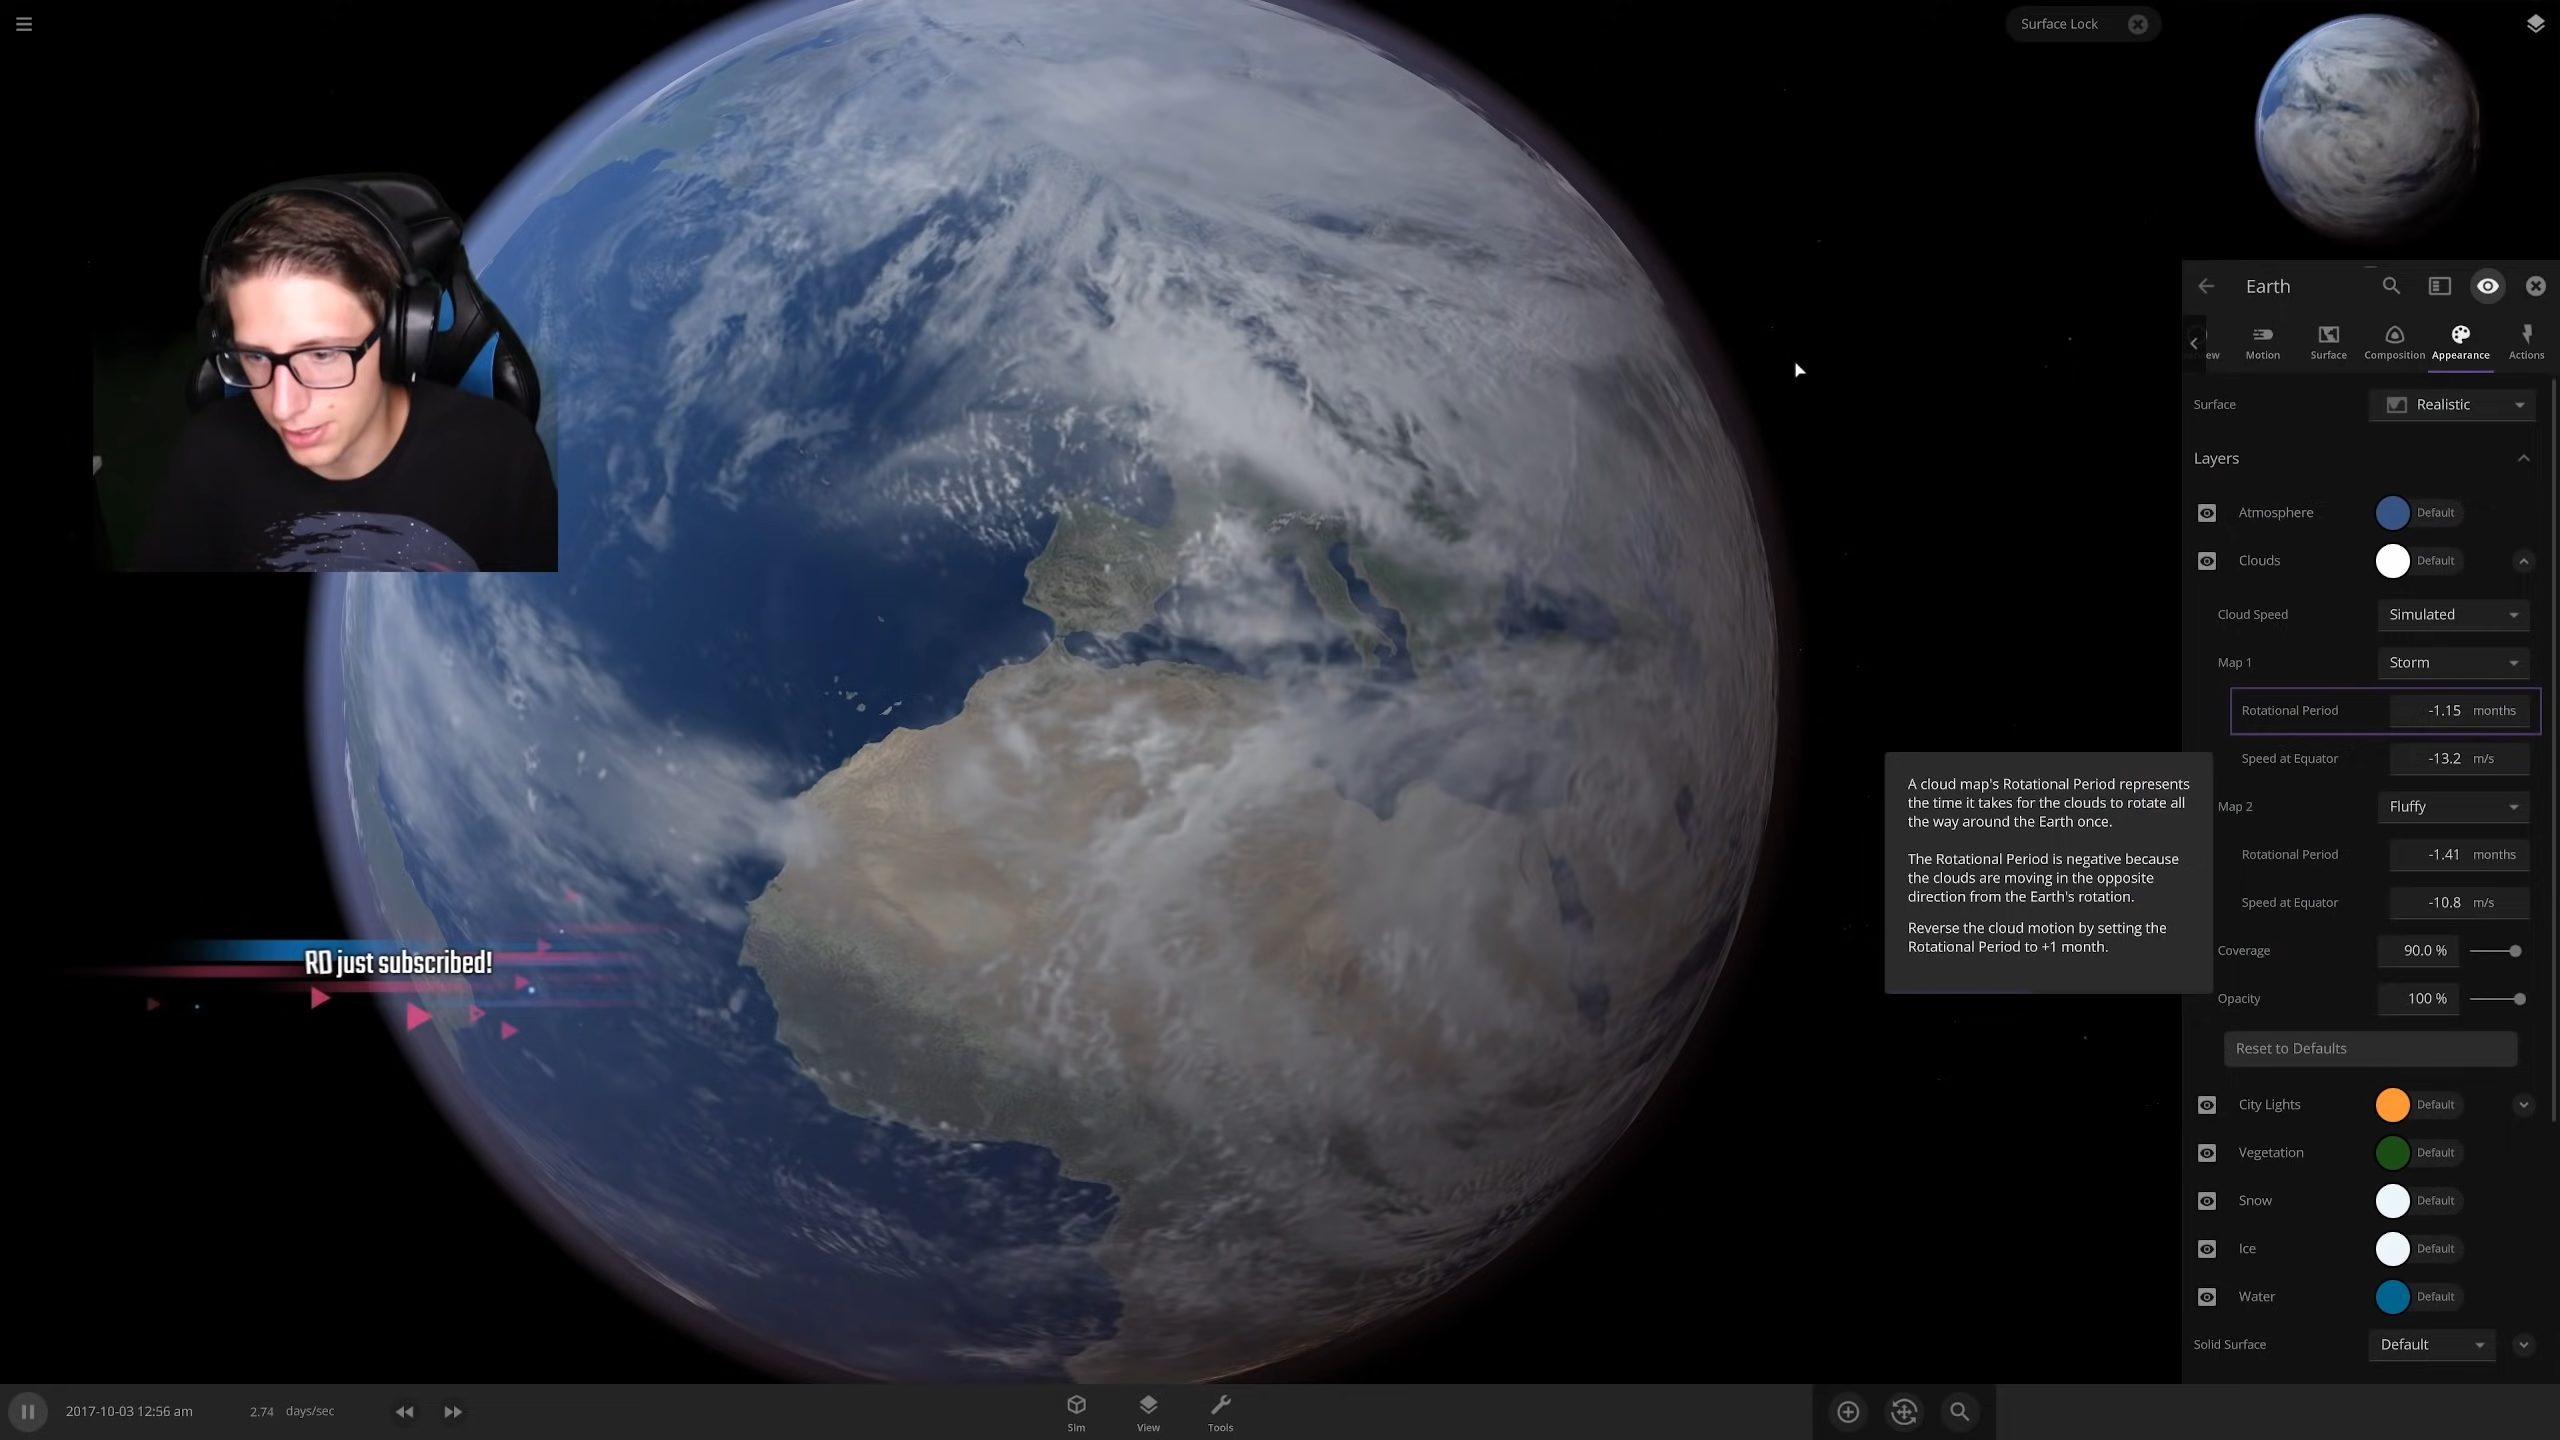 Surface Lock
Earth
ew
Motion
Surface
Composition
Appearance
Actions
Surface
Realistic
Layers
Atmosphere
Default
Clouds
Default
Cloud Speed
Simulated
Map 1
Storm
Rotational Period
-1.15 months
Speed at Equator
-13.2 m/s
Map 2
Fluffy
Rotational Period
-1.41 months
Speed at Equator
-10.8 m/s
Coverage
90.0 %
Opacity
100 %
Reset to Defaults
City Lights
Default
Vegetation
Default
Snow
Default
Ice
Default
Water
Default
Solid Surface
Default
A cloud map's Rotational Period represents
the time it takes for the clouds to rotate all
the way around the Earth once.
The Rotational Period is negative because
the clouds are moving in the opposite
direction from the Earth's rotation.
Reverse the cloud motion by setting the
Rotational Period to +1 month.
RD just subscribed!
2017-10-03 12:56 am
2.74 days/sec
Sim
View
Tools